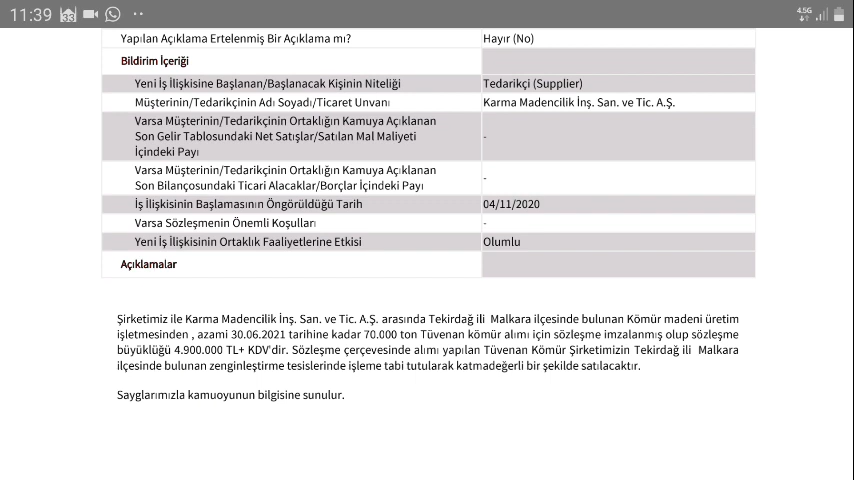 11:39 33 4.5G
Yapılan Açıklama Ertelenmiş Bir Açıklama mı? Hayır (No)
Bildirim İçeriği
Yeni İş İlişkisine Başlanan/Başlanacak Kişinin Niteliği Tedarikçi (Supplier)
Müşterinin/Tedarikçinin Adı Soyadı/Ticaret Unvanı Karma Madencilik İnş. San. ve Tic. A.Ş.
Varsa Müşterinin/Tedarikçinin Ortaklığın Kamuya Açıklanan
Son Gelir Tablosundaki Net Satışlar/Satılan Mal Maliyeti -
İçindeki Payı
Varsa Müşterinin/Tedarikçinin Ortaklığın Kamuya Açıklanan
Son Bilançosundaki Ticari Alacaklar/Borçlar İçindeki Payı -
İş İlişkisinin Başlamasının Öngörüldüğü Tarih 04/11/2020
Varsa Sözleşmenin Önemli Koşulları -
Yeni İş İlişkisinin Ortaklık Faaliyetlerine Etkisi Olumlu
Açıklamalar
Şirketimiz ile Karma Madencilik İnş. San. ve Tic. A.Ş. arasında Tekirdağ ili Malkara ilçesinde bulunan Kömür madeni üretim
işletmesinden , azami 30.06.2021 tarihine kadar 70.000 ton Tüvenan kömür alımı için sözleşme imzalanmış olup sözleşme
büyüklüğü 4.900.000 TL+ KDV'dir. Sözleşme çerçevesinde alımı yapılan Tüvenan Kömür Şirketimizin Tekirdağ ili Malkara
ilçesinde bulunan zenginleştirme tesislerinde işleme tabi tutularak katmadeğerli bir şekilde satılacaktır.
Sayglarımızla kamuoyunun bilgisine sunulur.